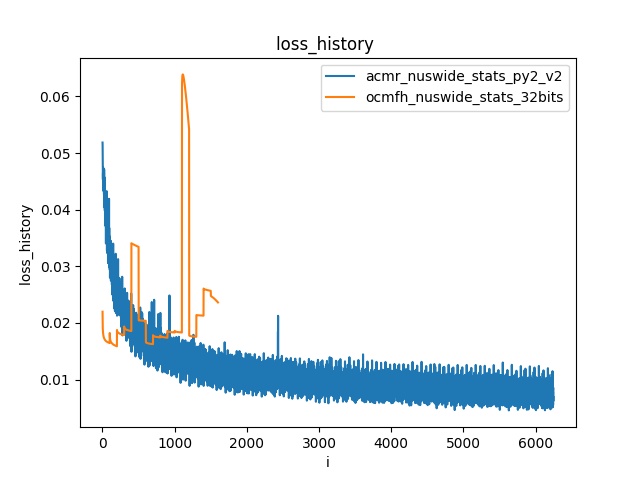 loss_history
acmr_nuswide_stats_py2_v2
ocmfh_nuswide_stats_32bits
loss_history
0.06
0.05
0.04
0.03
0.02
0.01
0 1000 2000 3000 4000 5000 6000
i